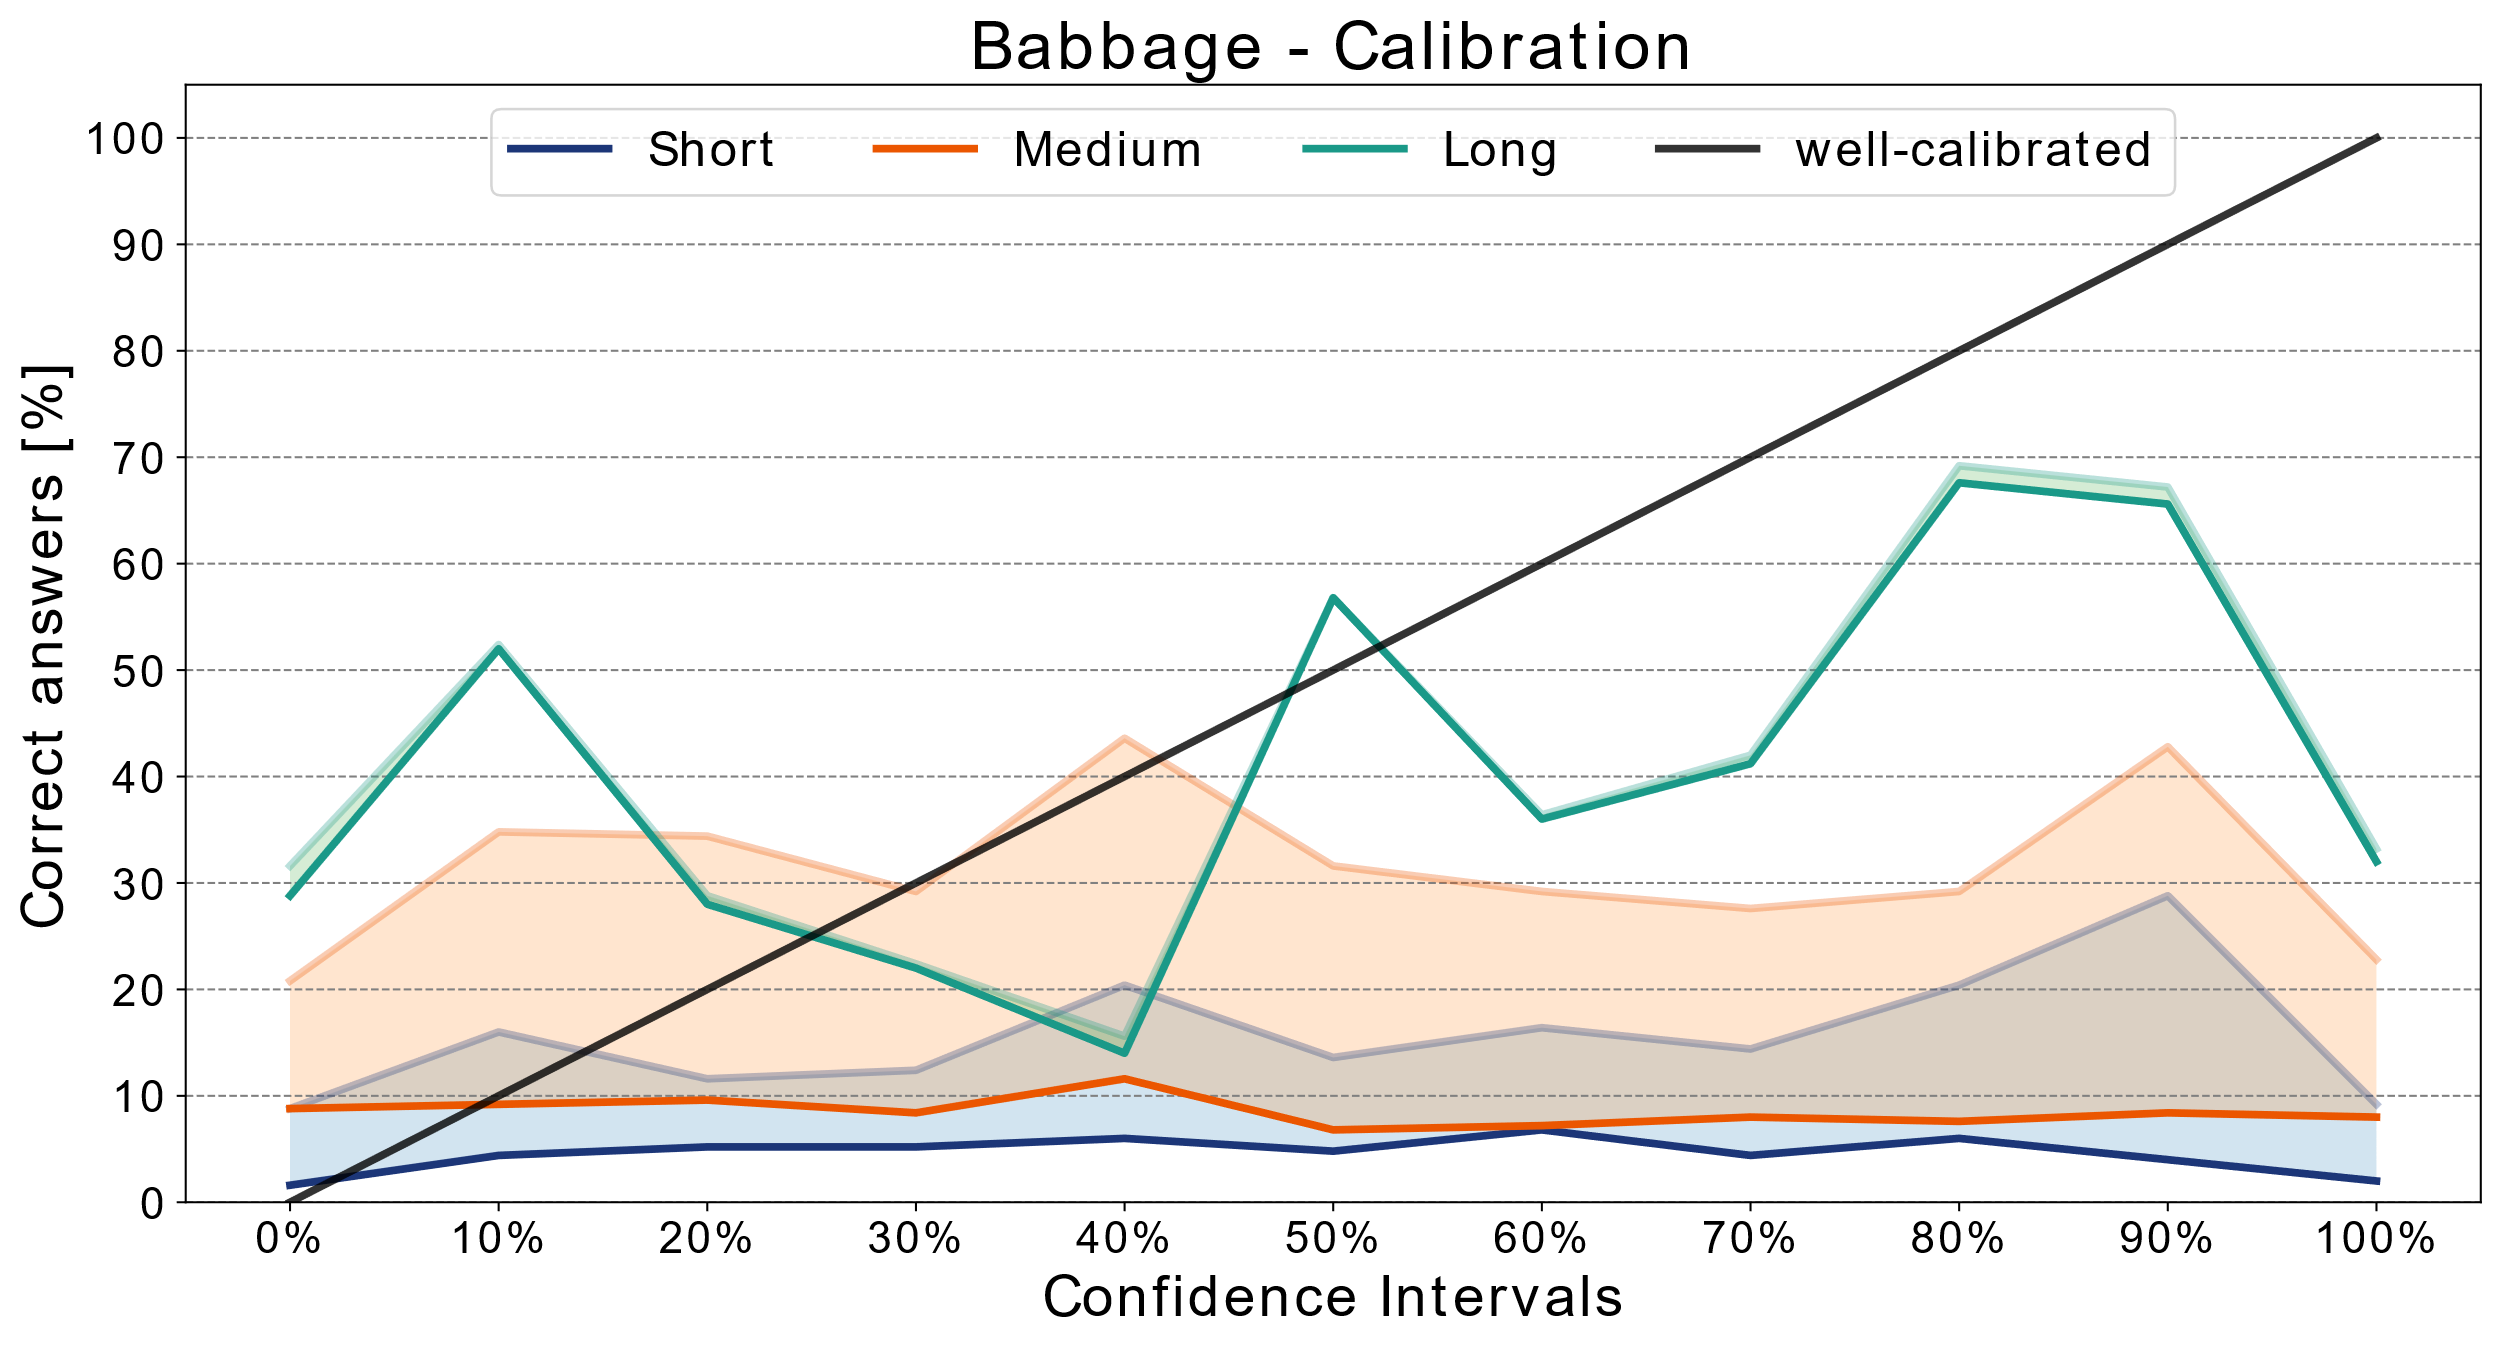 Babbage - Calibration
Short Medium Long well-calibrated
Correct answers [%]
100
90
80
70
60
50
40
30
20
10
0
0% 10% 20% 30% 40% 50% 60% 70% 80% 90% 100%
Confidence Intervals